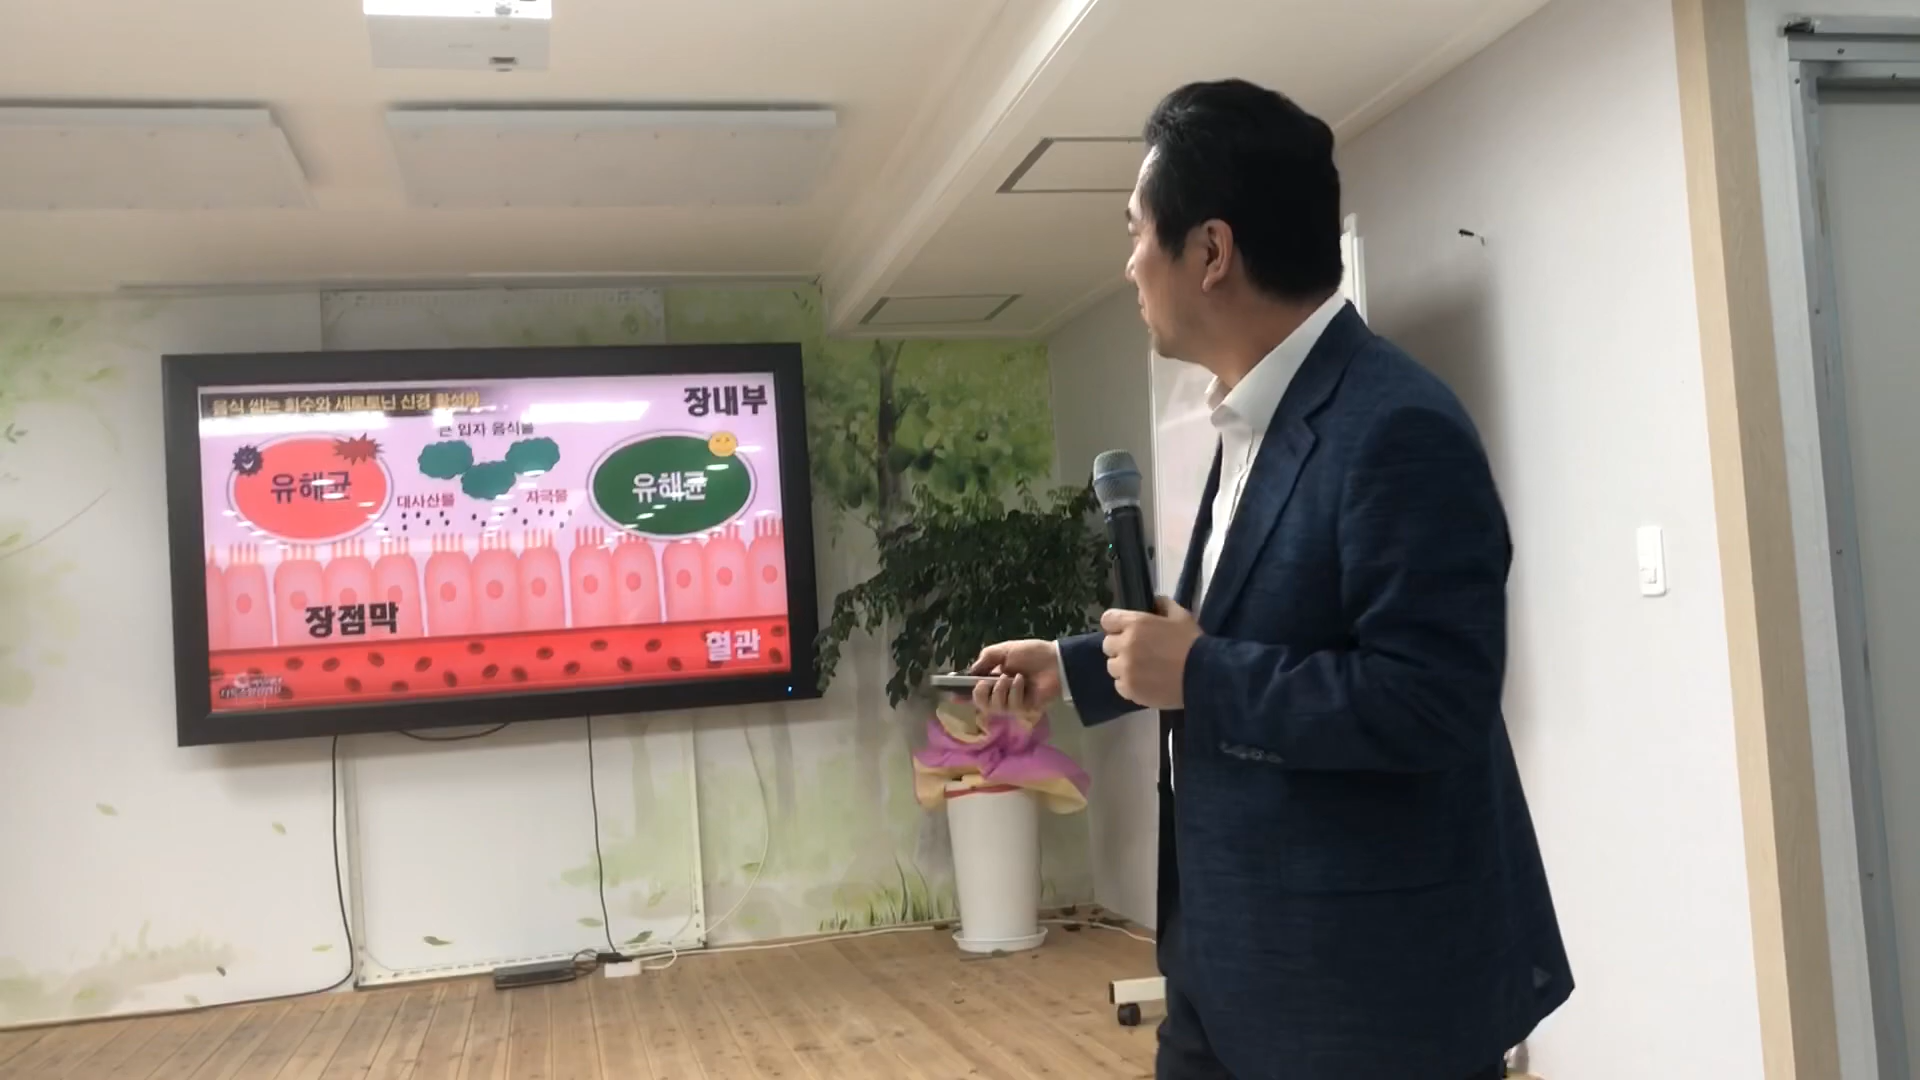 음식 씹는 횟수와 세로토닌 신경 활성화
장내부
큰 입자 음식물
유해균
유해균
대사산물
자극물
장점막
혈관